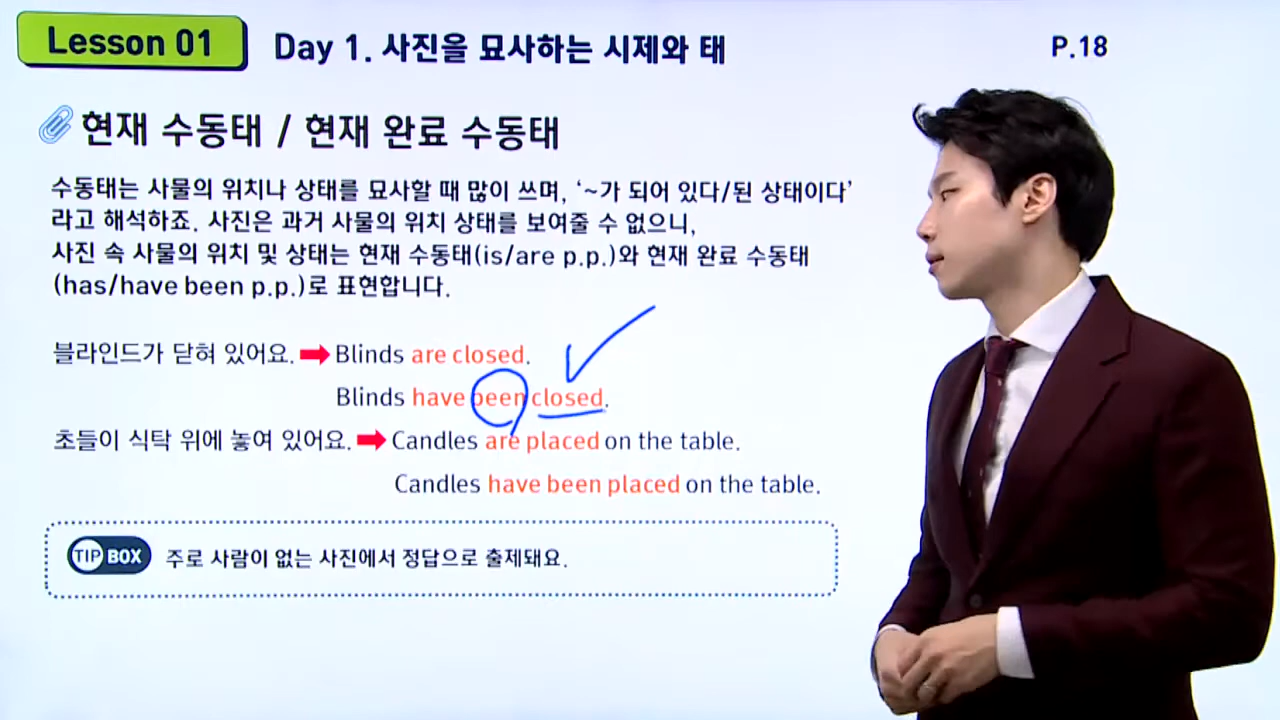 Lesson 01
Day 1. 사진을 묘사하는 시제와 태
P.18
현재 수동태 / 현재 완료 수동태
수동태는 사물의 위치나 상태를 묘사할 때 많이 쓰며, ‘~가 되어 있다/된 상태이다’
라고 해석하죠. 사진은 과거 사물의 위치 상태를 보여줄 수 없으니,
사진 속 사물의 위치 및 상태는 현재 수동태(is/are p.p.)와 현재 완료 수동태
(has/have been p.p.)로 표현합니다.
블라인드가 닫혀 있어요. ➡ Blinds are closed.
Blinds have been closed.
초들이 식탁 위에 놓여 있어요. ➡ Candles are placed on the table.
Candles have been placed on the table.
TIP BOX 주로 사람이 없는 사진에서 정답으로 출제돼요.